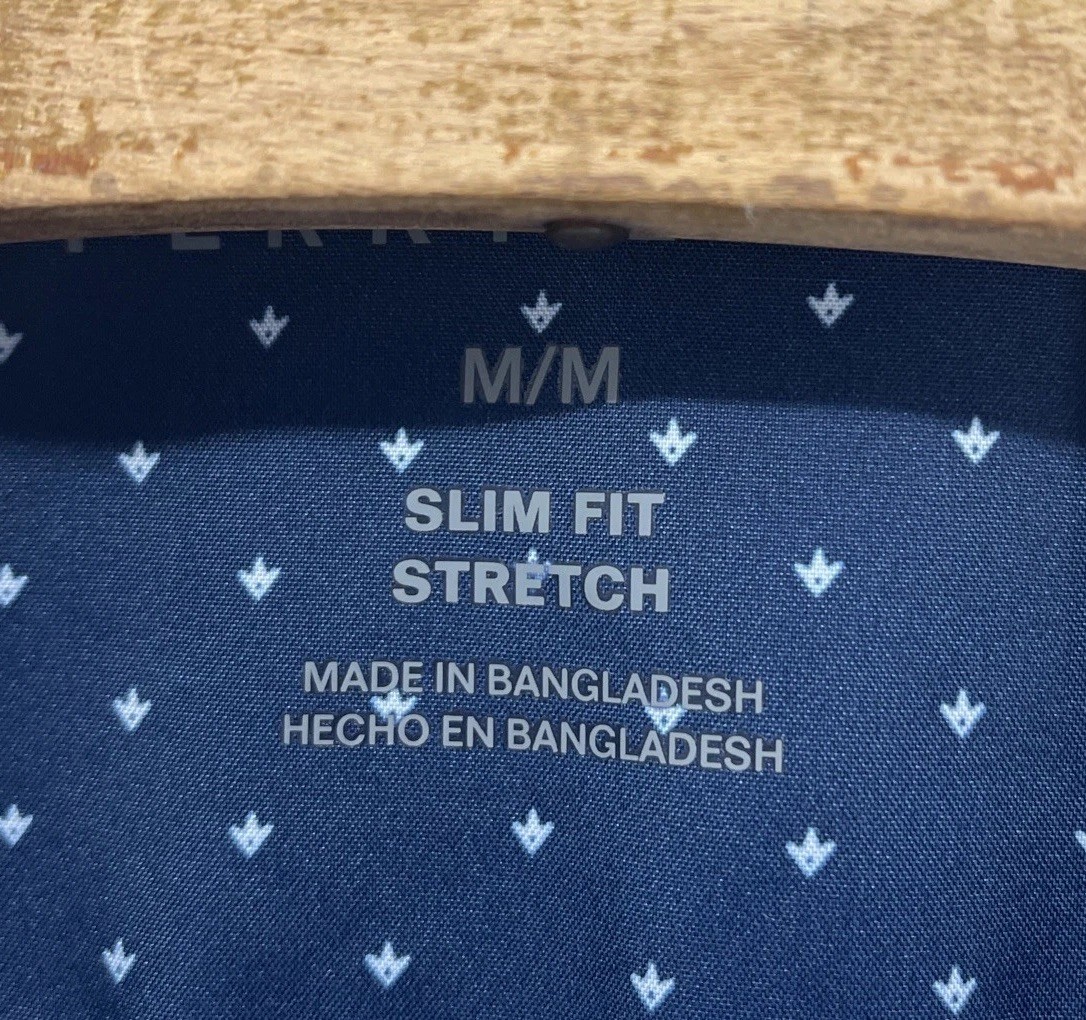 M/M
SLIM FIT
STRETCH
MADE IN BANGLADESH
HECHO EN BANGLADESH